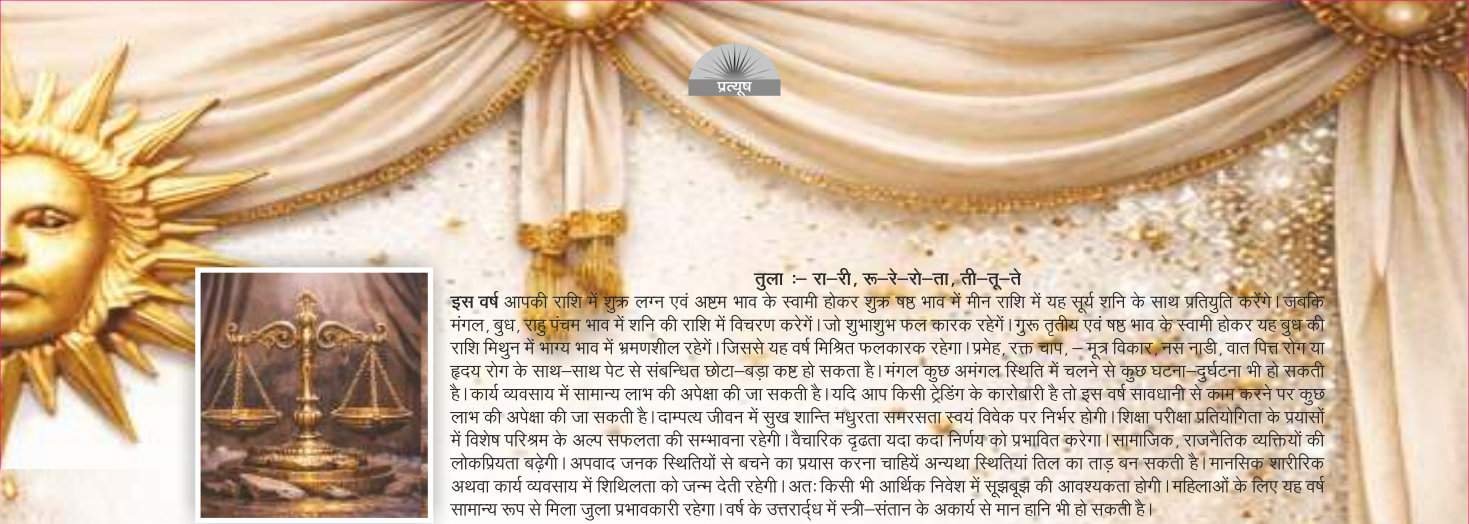 प्रत्यूष
तुला :– रा–री, रू–रे–रो–ता, ती–तू–ते
इस वर्ष आपकी राशि में शुक्र लग्न एवं अष्टम भाव के स्वामी होकर शुक्र षष्ठ भाव में मीन राशि में यह सूर्य शनि के साथ प्रतियुति करेंगे। जबकि
मंगल, बुध, राहु पंचम भाव में शनि की राशि में विचरण करेगें। जो शुभाशुभ फल कारक रहेगें। गुरू तृतीय एवं षष्ठ भाव के स्वामी होकर यह बुध की
राशि मिथुन में भाग्य भाव में भ्रमणशील रहेगें। जिससे यह वर्ष मिश्रित फलकारक रहेगा। प्रमेह, रक्त चाप, – मूत्र विकार, नस नाडी, वात पित्त रोग या
हृदय रोग के साथ–साथ पेट से संबन्धित छोटा–बड़ा कष्ट हो सकता है। मंगल कुछ अमंगल स्थिति में चलने से कुछ घटना–दुर्घटना भी हो सकती
है। कार्य व्यवसाय में सामान्य लाभ की अपेक्षा की जा सकती है। यदि आप किसी ट्रेडिंग के कारोबारी है तो इस वर्ष सावधानी से काम करने पर कुछ
लाभ की अपेक्षा की जा सकती है। दाम्पत्य जीवन में सुख शान्ति मधुरता समरसता स्वयं विवेक पर निर्भर होगी। शिक्षा परीक्षा प्रतियोगिता के प्रयासों
में विशेष परिश्रम के अल्प सफलता की सम्भावना रहेगी। वैचारिक दृढता यदा कदा निर्णय को प्रभावित करेगा। सामाजिक, राजनैतिक व्यक्तियों की
लोकप्रियता बढ़ेगी। अपवाद जनक स्थितियों से बचने का प्रयास करना चाहियें अन्यथा स्थितियां तिल का ताड़ बन सकती है। मानसिक शारीरिक
अथवा कार्य व्यवसाय में शिथिलता को जन्म देती रहेगी। अत: किसी भी आर्थिक निवेश में सूझबूझ की आवश्यकता होगी। महिलाओं के लिए यह वर्ष
सामान्य रूप से मिला जुला प्रभावकारी रहेगा। वर्ष के उत्तरार्द्ध में स्त्री–संतान के अकार्य से मान हानि भी हो सकती है।